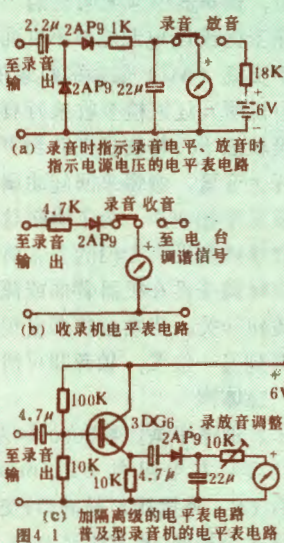 2.2μ 2AP9 1K 录音 放音
至录音
输 出
2AP9 22μ
+
18K
+
6V
-
(a) 录音时指示录音电平、放音时
指示电源电压的电平表电路
4.7K 录音 收音
至录音
输 出
2AP9
+
至 电 台
调谐信号
(b) 收录机电平表电路
+
6V
100K
4.7μ
3DG6
录放音调整
2AP9
10K
至录音
输 出
10K
10K
4.7μ
22μ
+
(c) 加隔离级的电平表电路
图4 1 普及型录音机的电平表电路